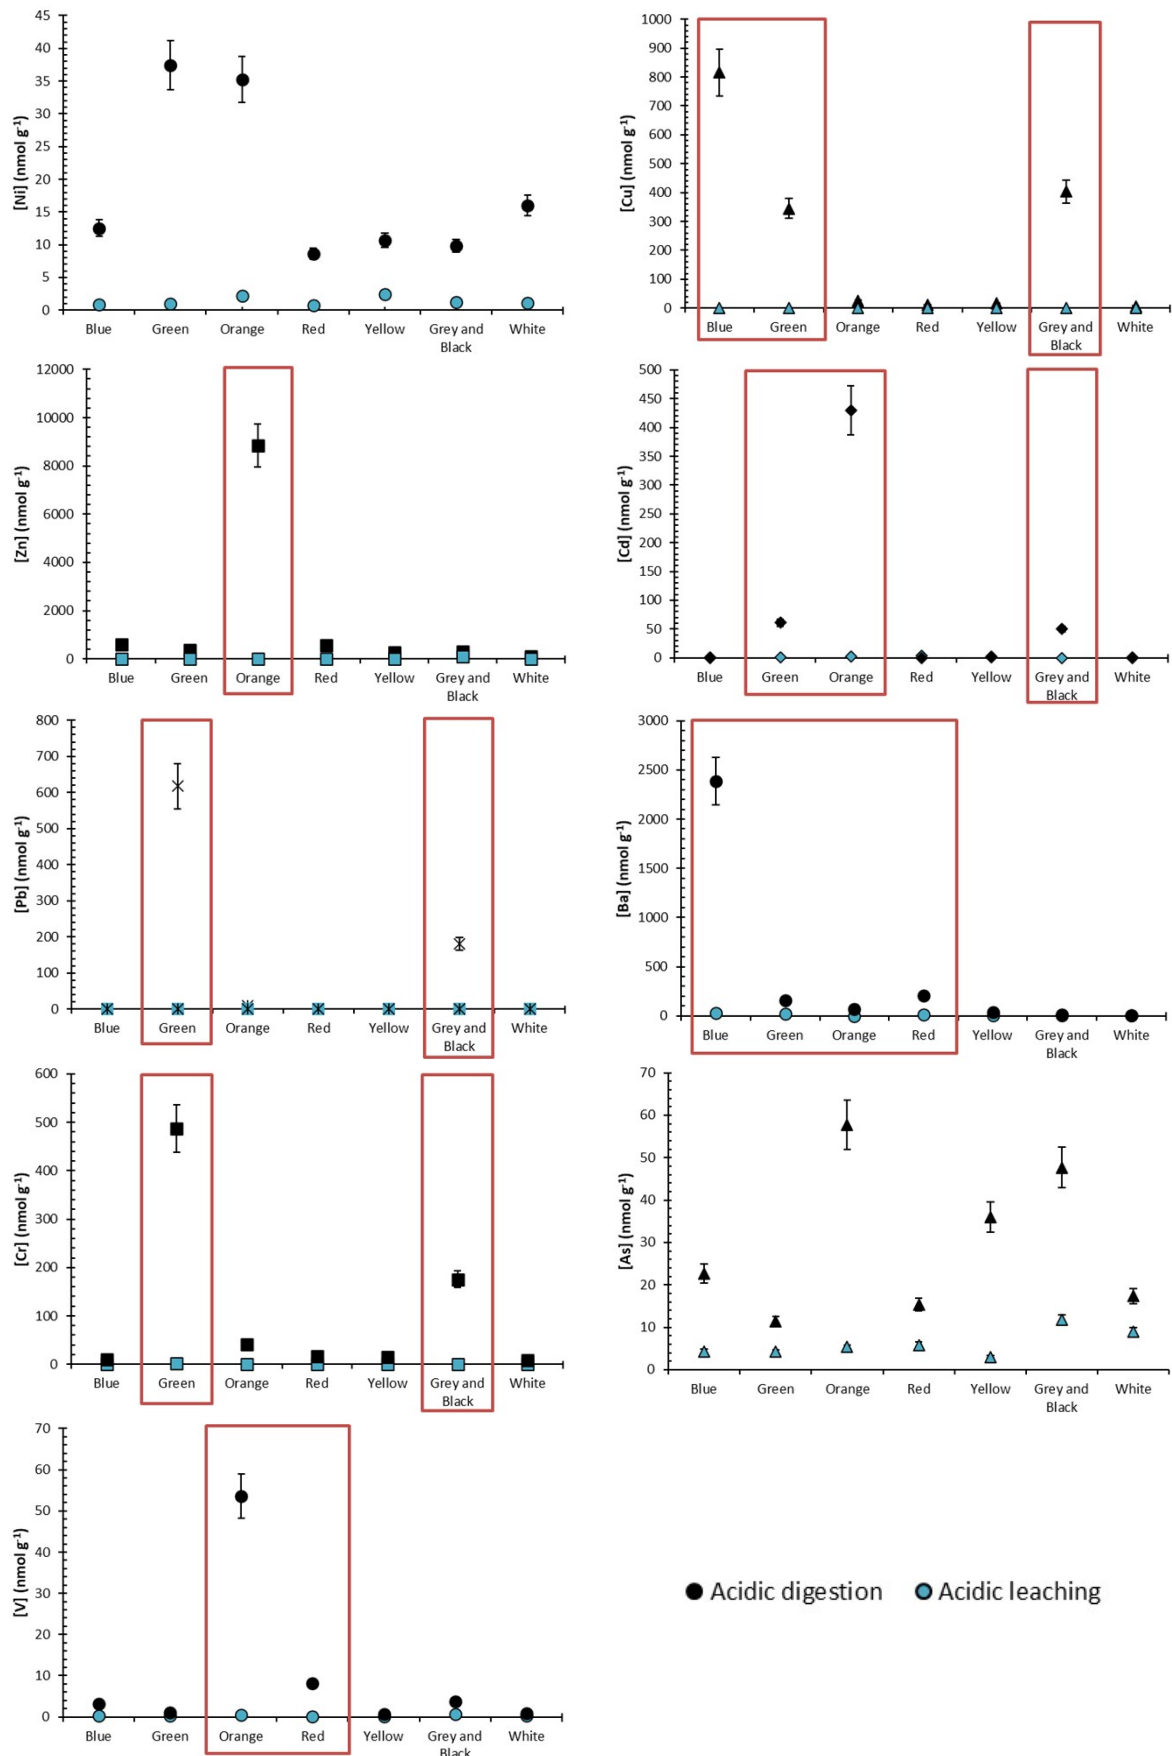 [Ni] (nmol g-1)
45
40
35
30
25
20
15
10
5
0
Blue Green Orange Red Yellow Grey and White
Black
[Cu] (nmol g-1)
1000
900
800
700
600
500
400
300
200
100
0
Blue Green Orange Red Yellow Grey and White
Black
[Zn] (nmol g-1)
12000
10000
8000
6000
4000
2000
0
Blue Green Orange Red Yellow Grey and White
Black
[Cd] (nmol g-1)
500
450
400
350
300
250
200
150
100
50
0
Blue Green Orange Red Yellow Grey and White
Black
[Pb] (nmol g-1)
800
700
600
500
400
300
200
100
0
Blue Green Orange Red Yellow Grey and White
Black
[Ba] (nmol g-1)
3000
2500
2000
1500
1000
500
0
Blue Green Orange Red Yellow Grey and White
Black
[Cr] (nmol g-1)
600
500
400
300
200
100
0
Blue Green Orange Red Yellow Grey and White
Black
[As] (nmol g-1)
70
60
50
40
30
20
10
0
Blue Green Orange Red Yellow Grey and White
Black
[V] (nmol g-1)
70
60
50
40
30
20
10
0
Blue Green Orange Red Yellow Grey and White
Black
Acidic digestion Acidic leaching